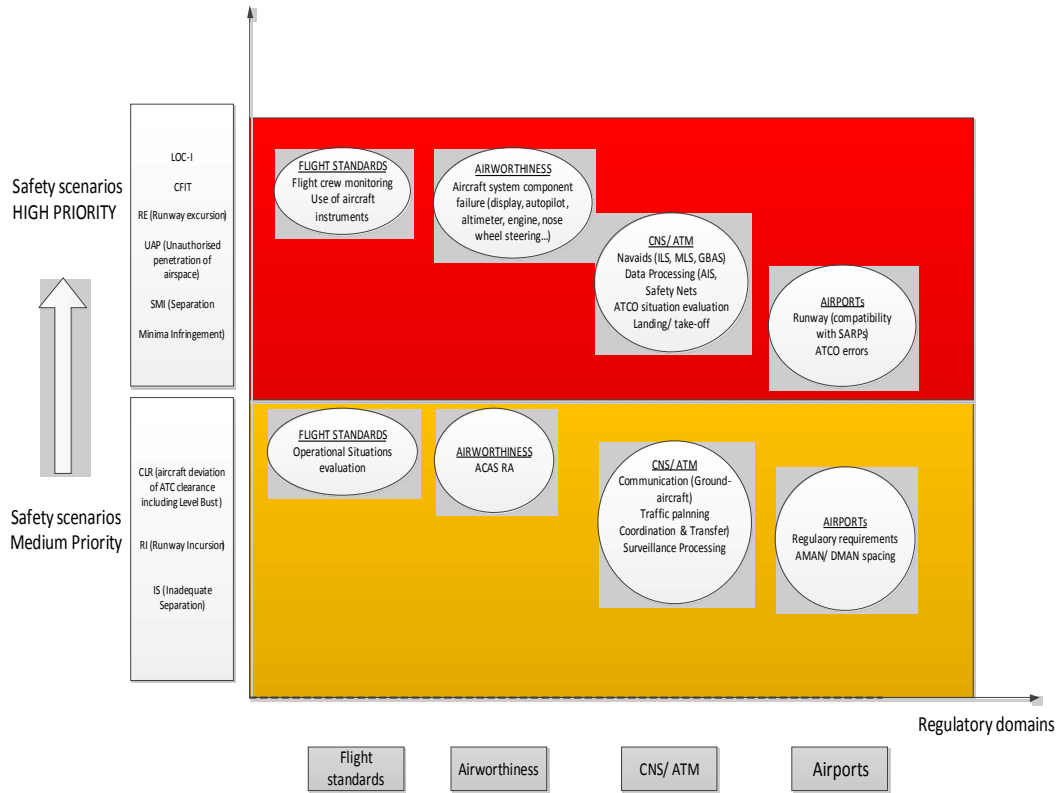 Safety scenarios
HIGH PRIORITY
LOC-I
CFIT
RE (Runway excursion)
UAP (Unauthorised
penetration of
airspace)
SMI (Separation
Minima Infringement)
FLIGHT STANDARDS
Flight crew monitoring
Use of aircraft
instruments
AIRWORTHINESS
Aircraft system component
failure (display, autopilot,
altimeter, engine, nose
wheel steering...)
CNS/ ATM
Navaids (ILS, MLS, GBAS)
Data Processing (AIS,
Safety Nets
ATCO situation evaluation
Landing/ take-off
AIRPORTs
Runway (compatibility
with SARPs)
ATCO errors
Safety scenarios
Medium Priority
CLR (aircraft deviation
of ATC clearance
including Level Bust)
RI (Runway Incursion)
IS (Inadequate
Separation)
FLIGHT STANDARDS
Operational Situations
evaluation
AIRWORTHINESS
ACAS RA
CNS/ ATM
Communication (Ground-
aircraft)
Traffic palnning
Coordination & Transfer)
Surveillance Processing
AIRPORTs
Regulaory requirements
AMAN/ DMAN spacing
Regulatory domains
Flight
standards
Airworthiness
CNS/ ATM
Airports